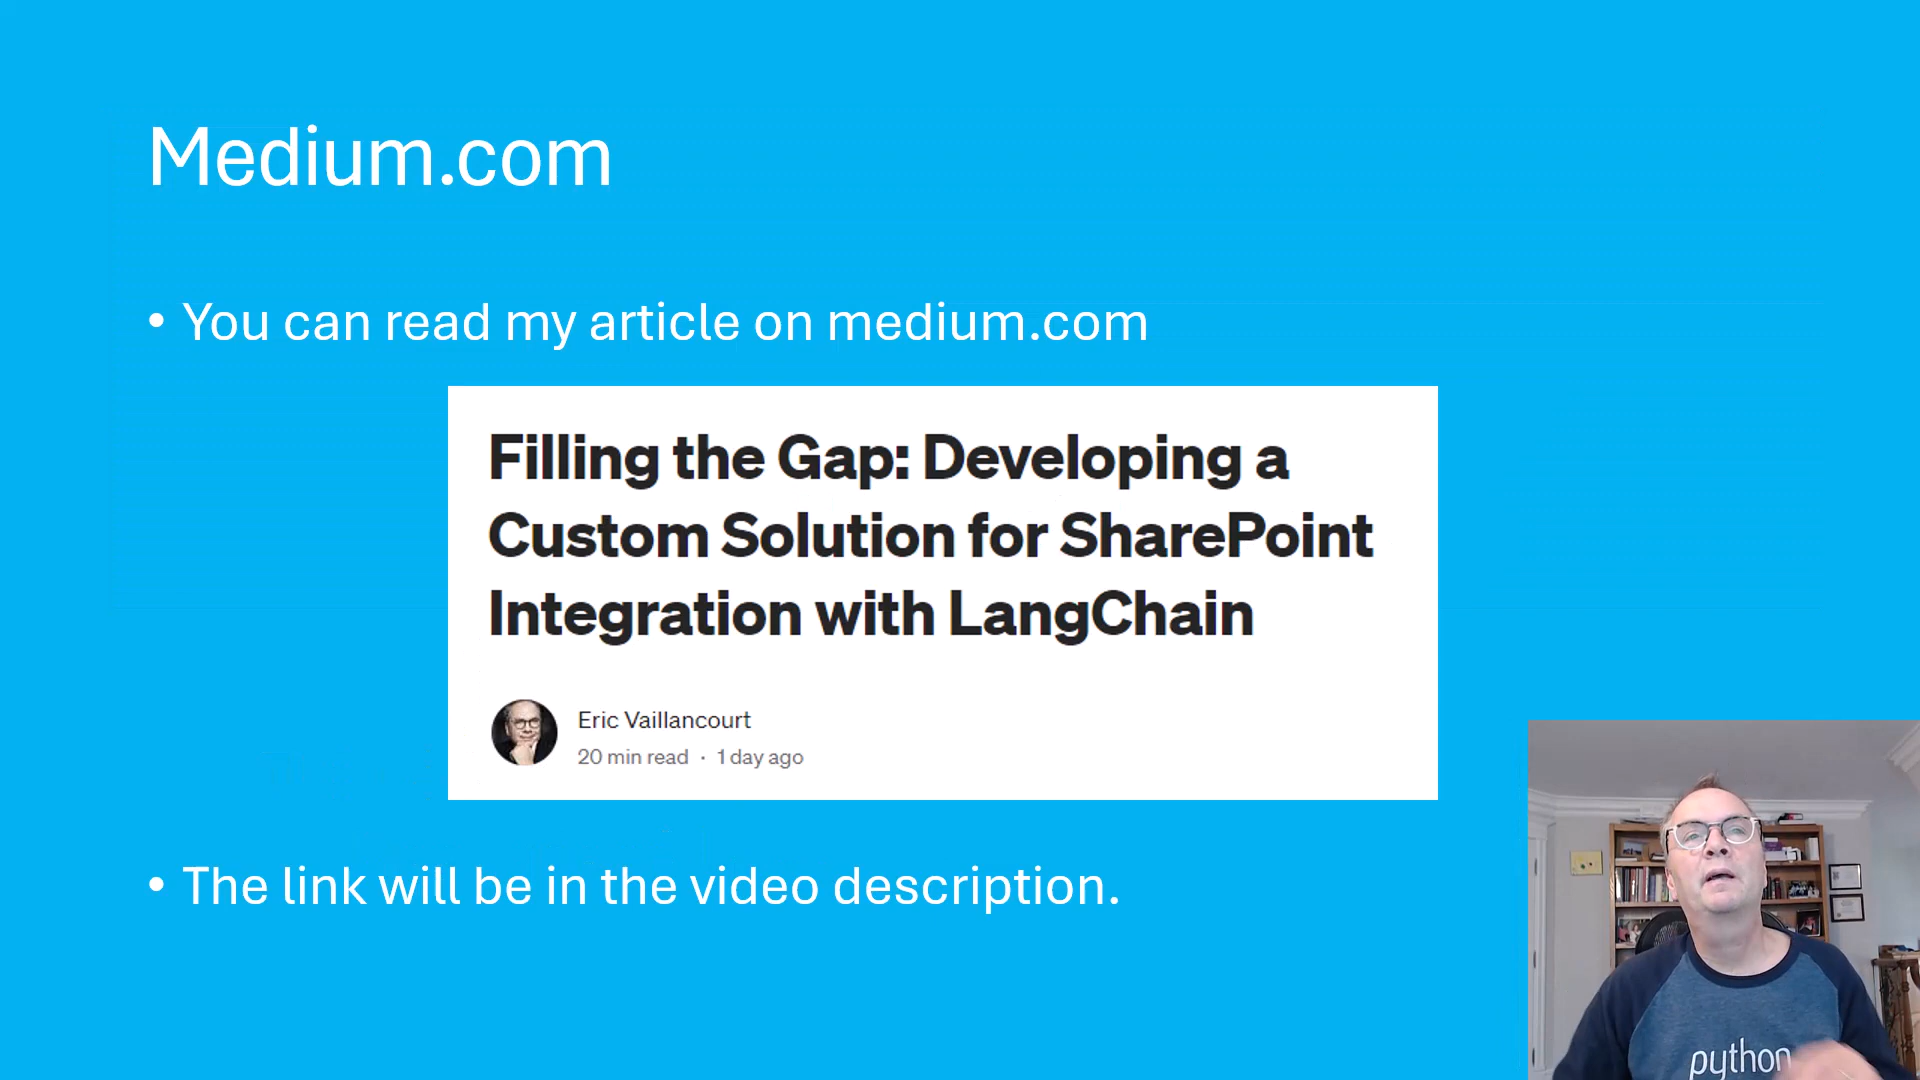 Medium.com
• You can read my article on medium.com
Filling the Gap: Developing a
Custom Solution for SharePoint
Integration with LangChain
Eric Vaillancourt
20 min read · 1 day ago
• The link will be in the video description.
python